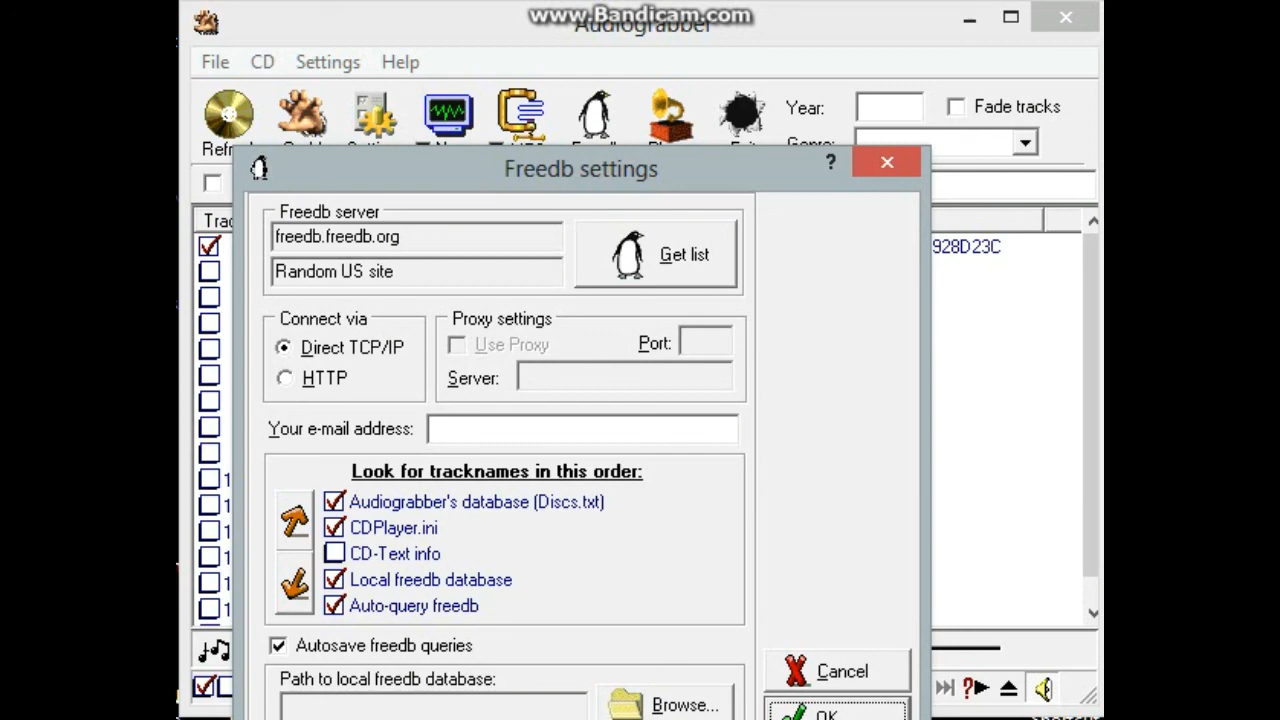 www.Bandicam.com
Audiograbber
File CD Settings Help
Year:
Fade tracks
Freedb settings
?
Freedb server
freedb.freedb.org
Random US site
Get list
928D23C
Connect via
Direct TCP/IP
HTTP
Proxy settings
Use Proxy
Port:
Server:
Your e-mail address:
Look for tracknames in this order:
Audiograbber's database (Discs.txt)
CDPlayer.ini
CD-Text info
Local freedb database
Auto-query freedb
Autosave freedb queries
Path to local freedb database:
Browse...
Cancel
OK